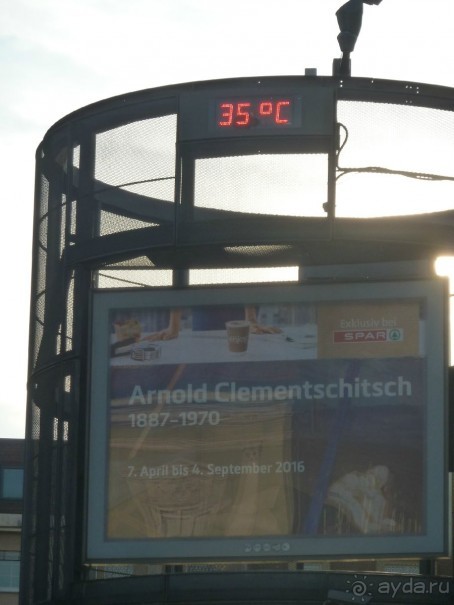 35 °C
Exklusiv bei
SPAR
Arnold Clementschitsch
1887–1970
7. April bis 4. September 2016
ayda.ru